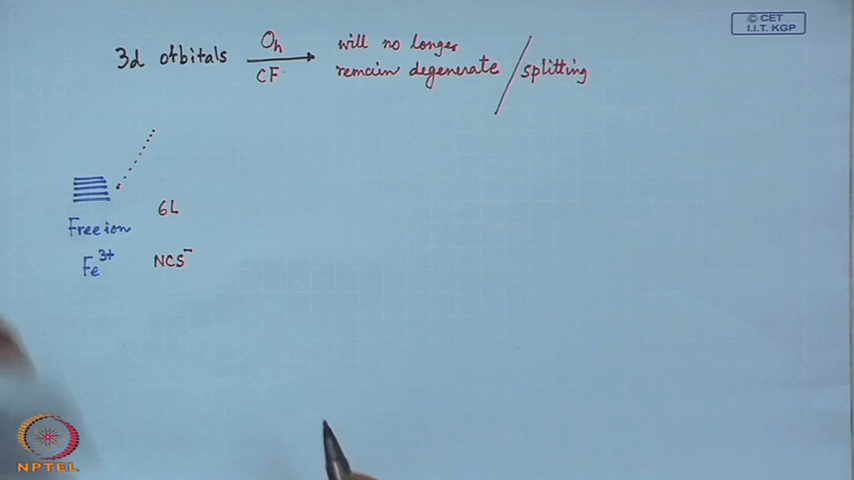 © CET
I.I.T. KGP
3d orbitals
Oh
CF
will no longer
remain degenerate / splitting
Free ion
6L
Fe3+
NCS−
NPTEL